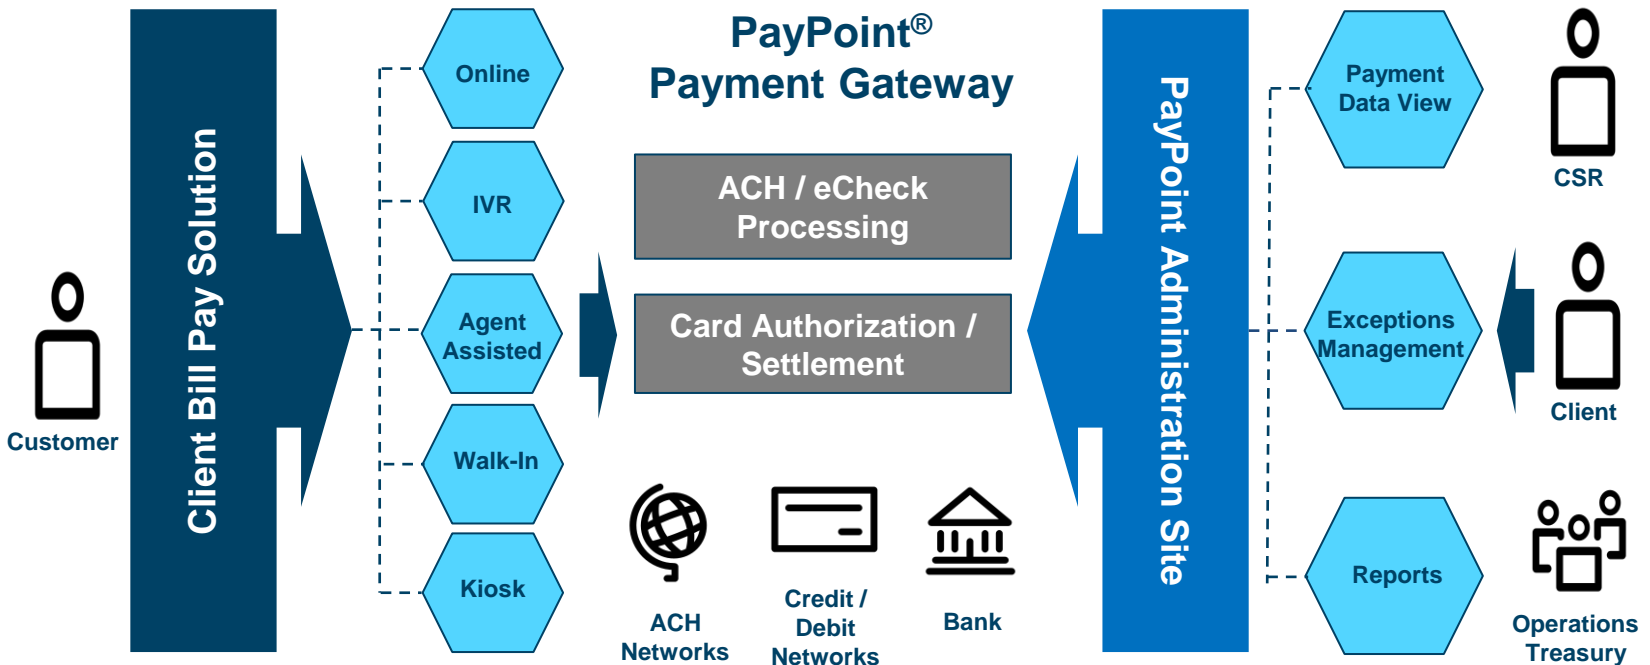 PayPoint®
Payment Gateway
Customer
Client Bill Pay Solution
Online
IVR
Agent
Assisted
Walk-In
Kiosk
ACH / eCheck
Processing
Card Authorization /
Settlement
ACH
Networks
Credit /
Debit
Networks
Bank
PayPoint Administration Site
Payment
Data View
Exceptions
Management
Reports
CSR
Client
Operations
Treasury